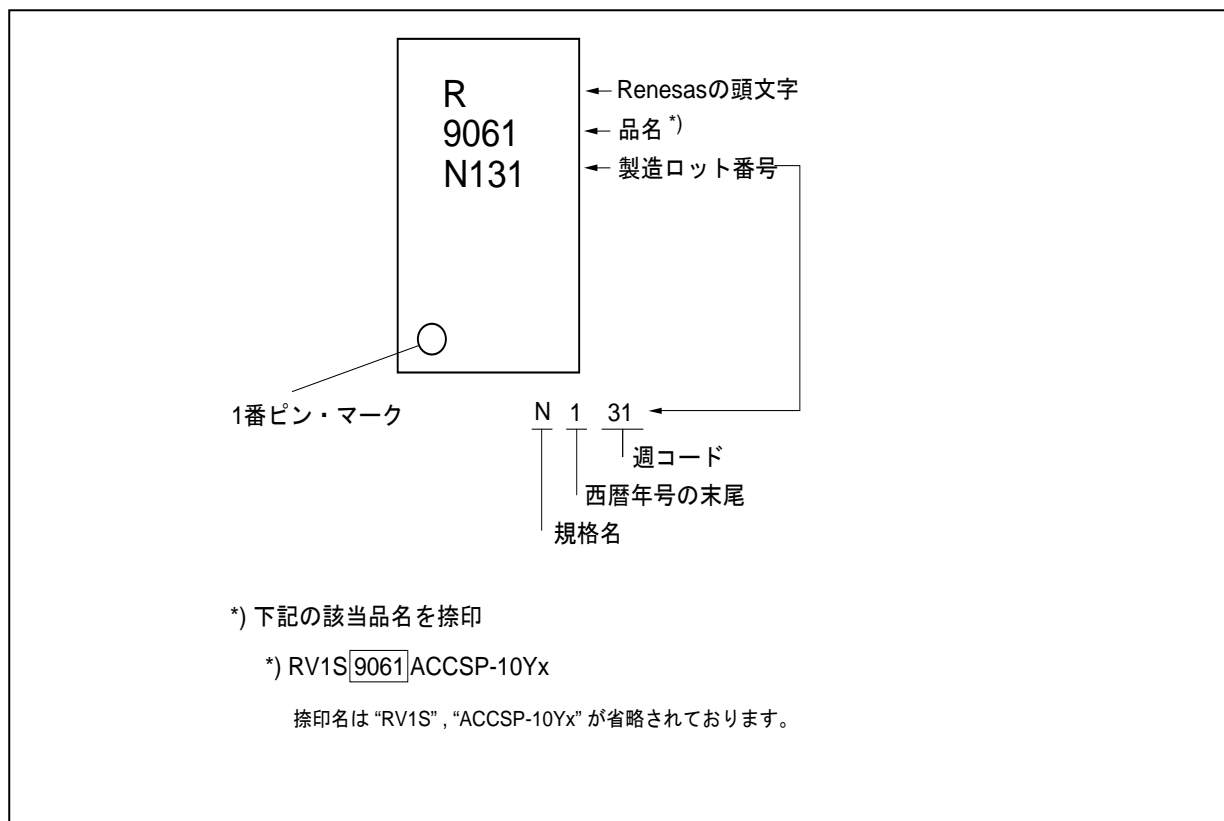 R
9061
N131
Renesasの頭文字
品名 *)
製造ロット番号
1番ピン・マーク
N 1 31
週コード
西暦年号の末尾
規格名
*) 下記の該当品名を捺印
*) RV1S9061ACCSP-10Yx
捺印名は “RV1S” , “ACCSP-10Yx” が省略されております。